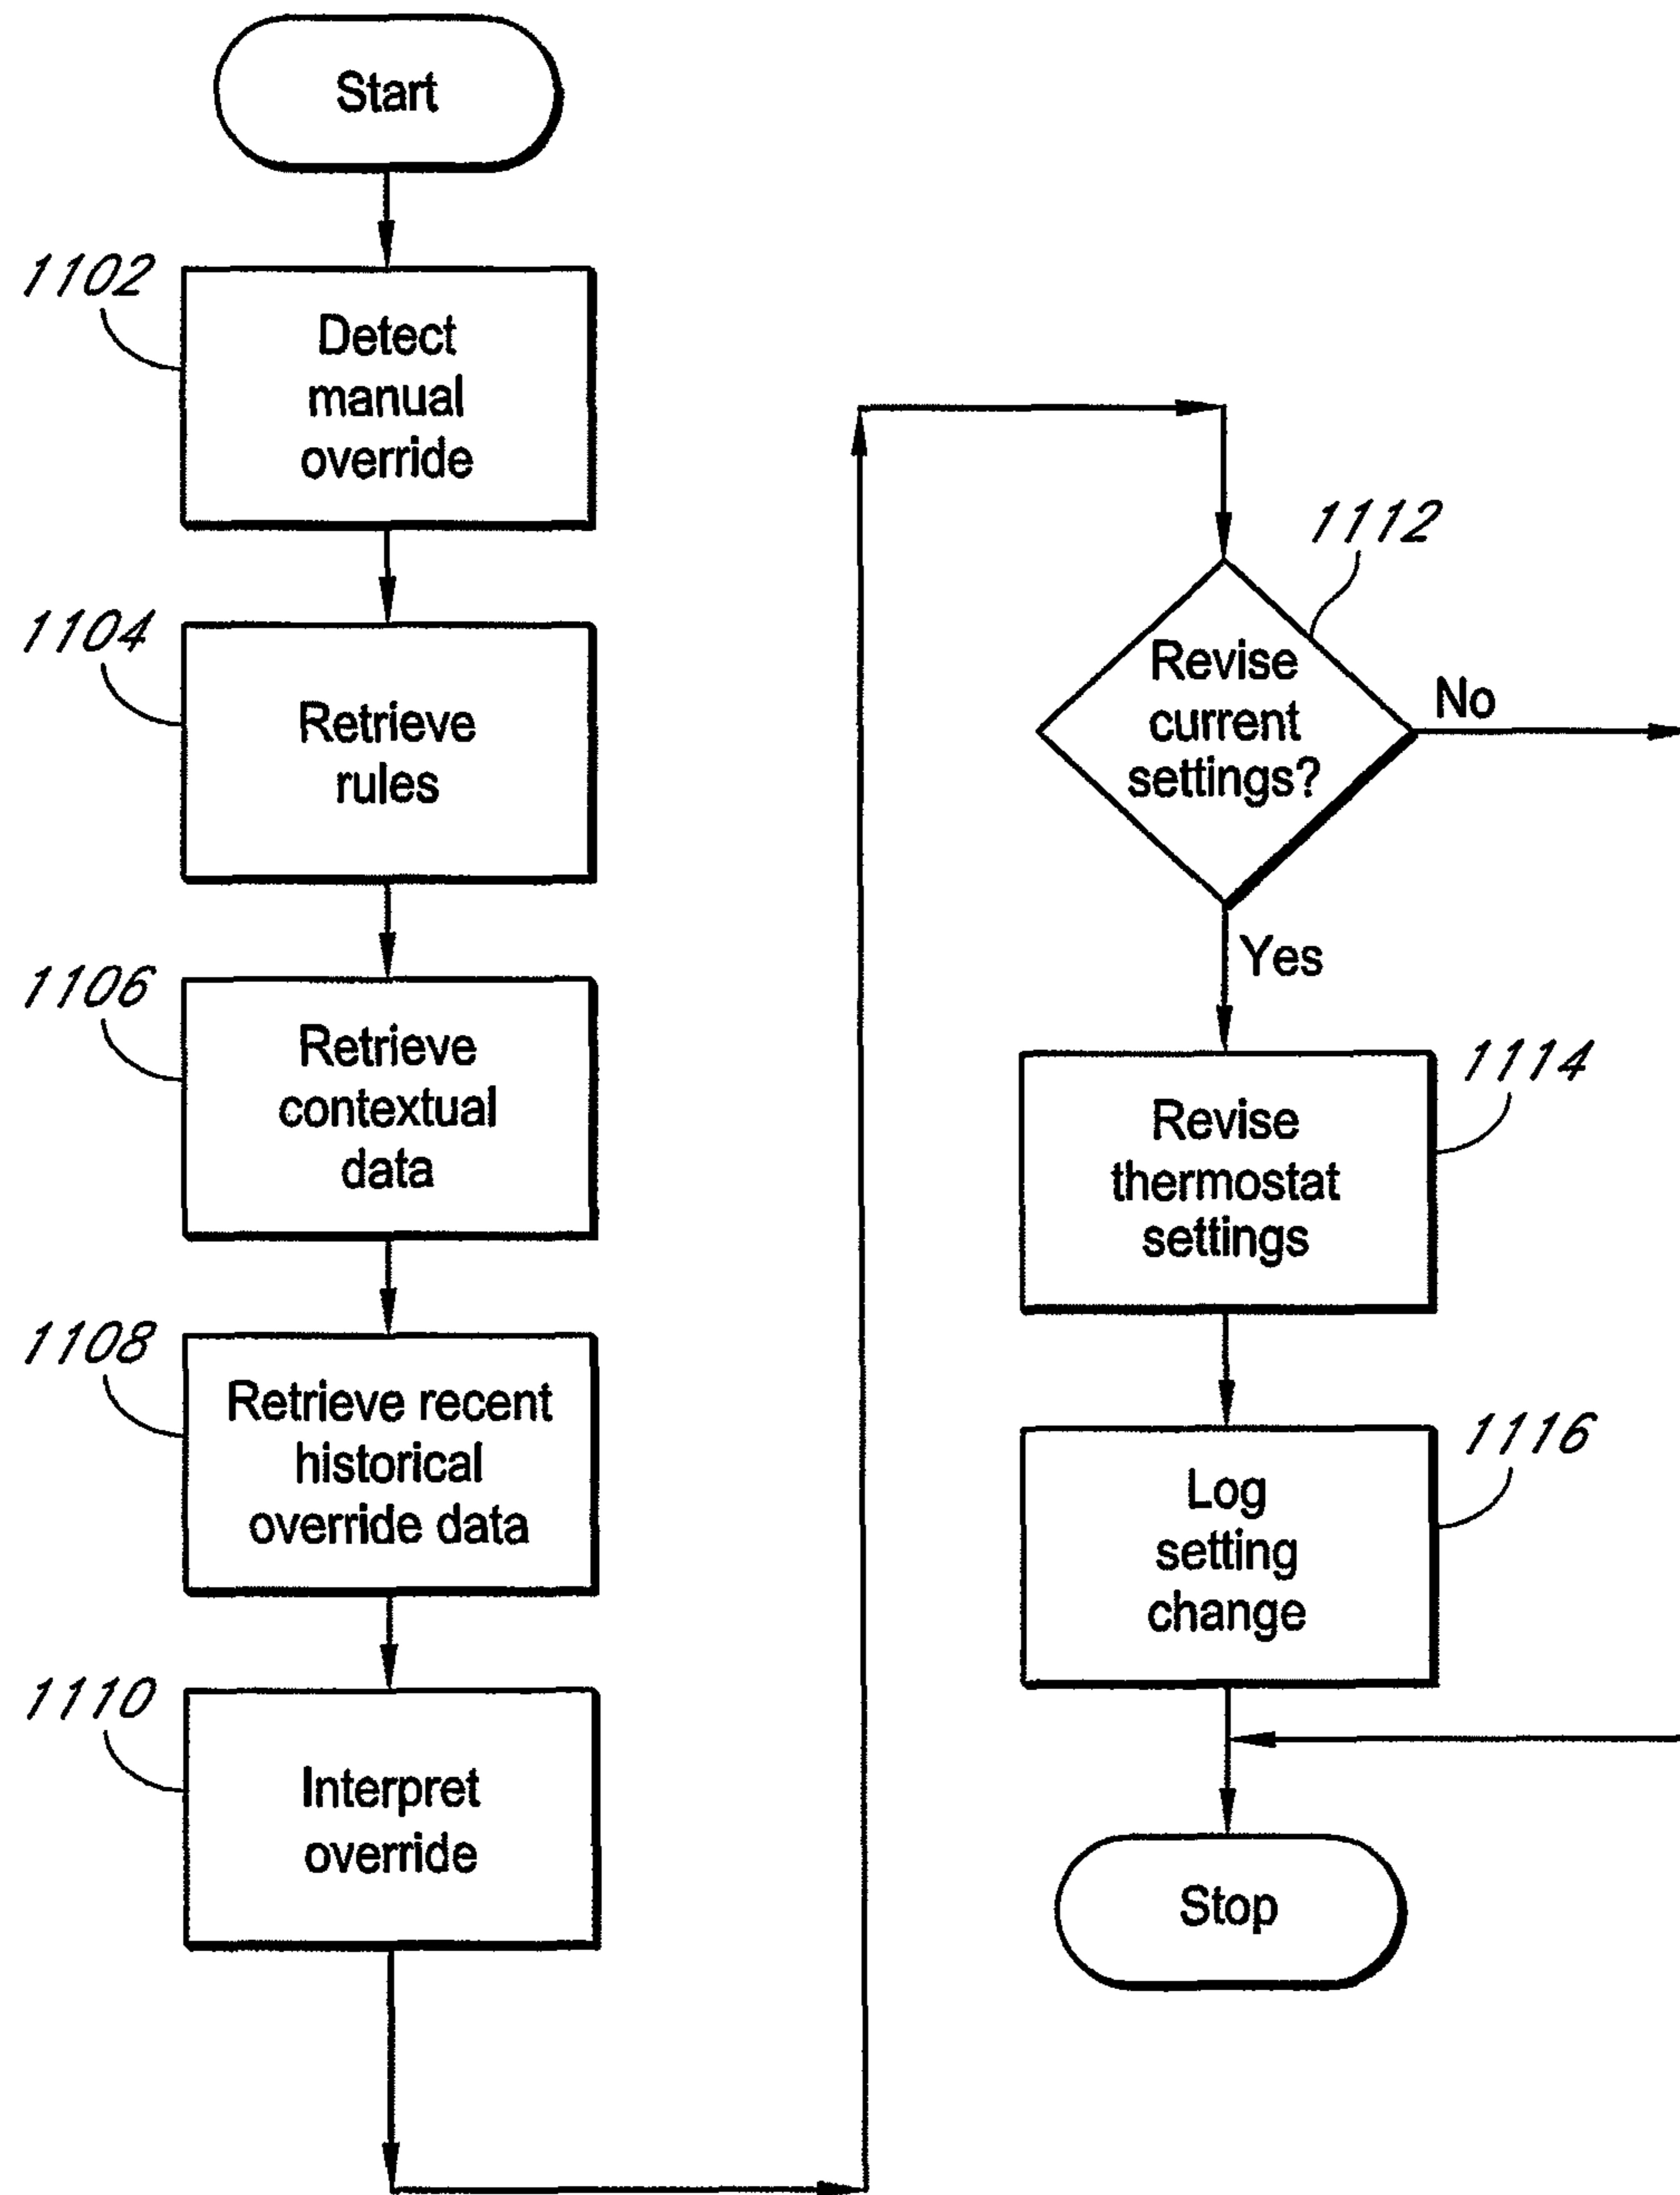 Start
1102
Detect
manual
override
1104
Retrieve
rules
1106
Retrieve
contextual
data
1108
Retrieve recent
historical
override data
1110
Interpret
override
1112
Revise
current
settings?
No
Yes
1114
Revise
thermostat
settings
1116
Log
setting
change
Stop